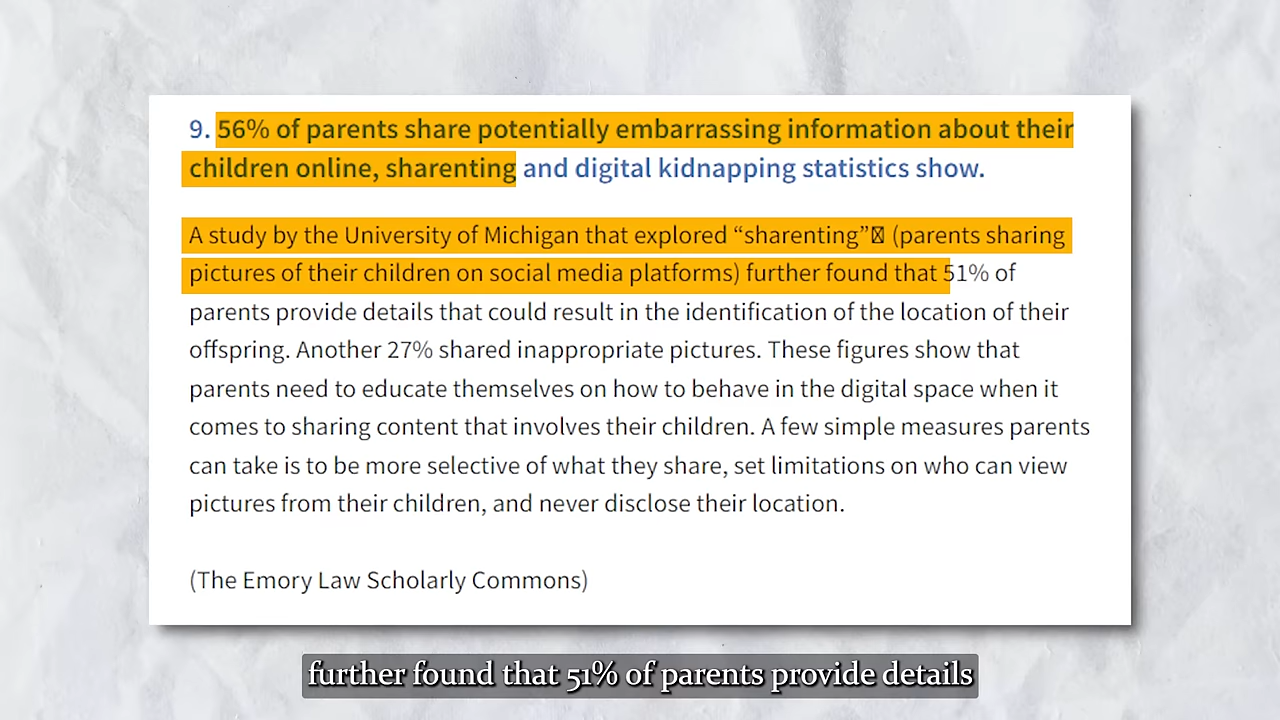 9. 56% of parents share potentially embarrassing information about their
children online, sharenting and digital kidnapping statistics show.
A study by the University of Michigan that explored “sharenting”� (parents sharing
pictures of their children on social media platforms) further found that 51% of
parents provide details that could result in the identification of the location of their
offspring. Another 27% shared inappropriate pictures. These figures show that
parents need to educate themselves on how to behave in the digital space when it
comes to sharing content that involves their children. A few simple measures parents
can take is to be more selective of what they share, set limitations on who can view
pictures from their children, and never disclose their location.
(The Emory Law Scholarly Commons)
further found that 51% of parents provide details